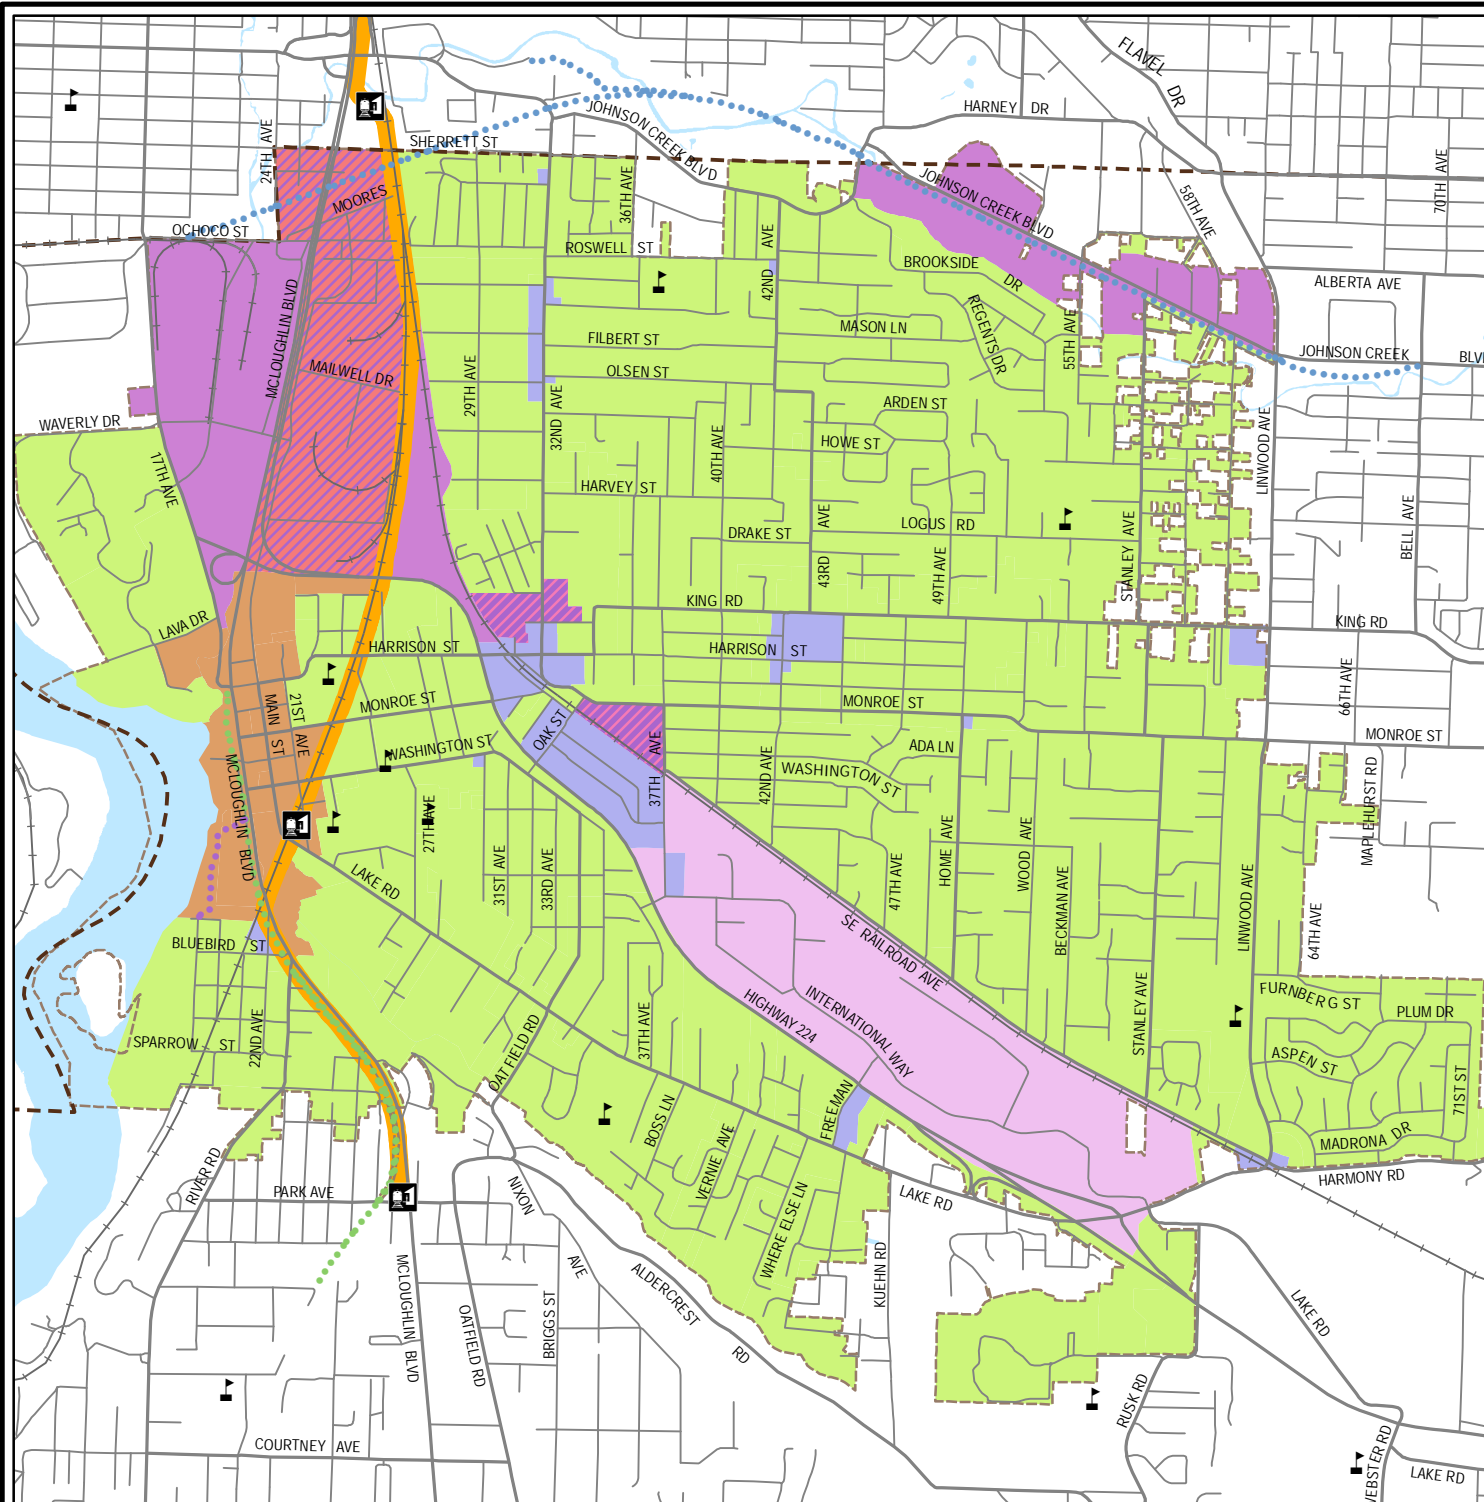 FLAVEL
DR
HARNEY DR
JOHNSON CREEK BLVD
SHERRETT ST
24TH AVE
70TH AVE
MOORES
36TH AVE
JOHNSON CREEK BLVD
58TH AVE
OCHOCO ST
ROSWELL ST
42ND AVE
BROOKSIDE DR
ALBERTA AVE
MCLOUGHLIN BLVD
REGENTS DR
MASON LN
55TH AVE
FILBERT ST
JOHNSON CREEK BLV
MAILWELL DR
OLSEN ST
29TH AVE
32ND AVE
ARDEN ST
WAVERLY DR
HOWE ST
40TH AVE
LINWOOD AVE
17TH AVE
HARVEY ST
43RD AVE
DRAKE ST
LOGUS RD
STANLEY AVE
BELL AVE
49TH AVE
KING RD
KING RD
LAVA DR
HARRISON ST
HARRISON ST
66TH AVE
MONROE ST
MONROE ST
MAIN ST
21ST AVE
MONROE ST
OAK ST
WASHINGTON ST
ADA LN
WASHINGTON ST
42ND AVE
37TH AVE
MAPLEHURST RD
MCLOUGHLIN BLVD
27TH AVE
31ST AVE
33RD AVE
HOME AVE
WOOD AVE
47TH AVE
BECKMAN AVE
LINWOOD AVE
64TH AVE
LAKE RD
SE RAILROAD AVE
BLUEBIRD ST
HIGHWAY 224
INTERNATIONAL WAY
FURNBERG ST
PLUM DR
STANLEY AVE
22ND AVE
SPARROW ST
37TH AVE
OATFIELD RD
ASPEN ST
71ST ST
FREEMAN
BOSS LN
VERNIE AVE
MADRONA DR
HARMONY RD
RIVER RD
PARK AVE
NIXON AVE
WHERE ELSE LN
LAKE RD
KUEHN RD
MCLOUGHLIN BLVD
OATFIELD RD
BRIGGS ST
ALDERCREST RD
LAKE RD
RUSK RD
COURTNEY AVE
WEBSTER RD
LAKE RD